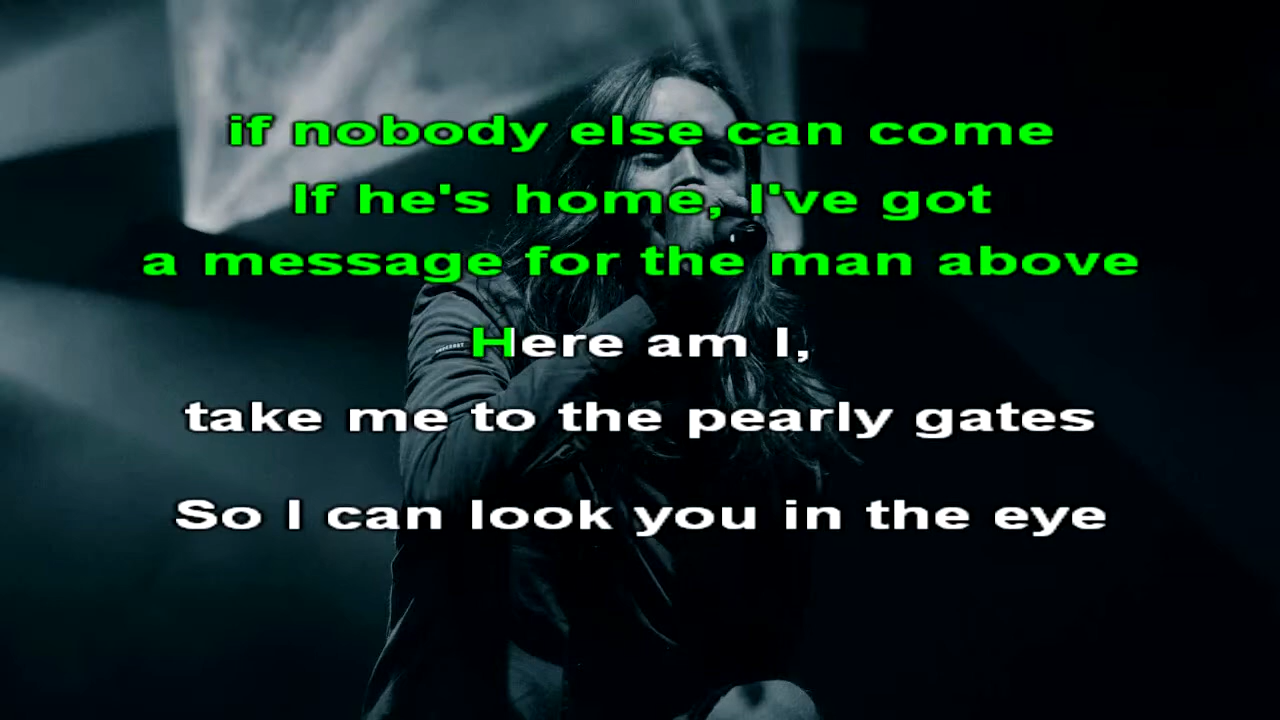 if nobody else can come
If he's home, I've got
a message for the man above
Here am I,
take me to the pearly gates
So I can look you in the eye